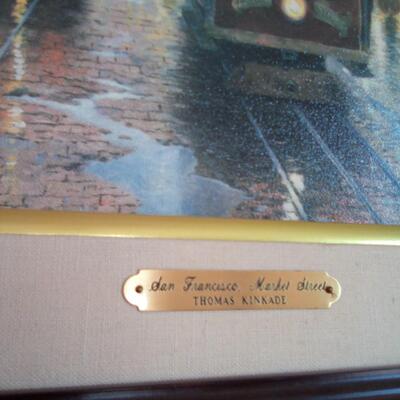 San Francisco, Market Street
THOMAS KINKADE